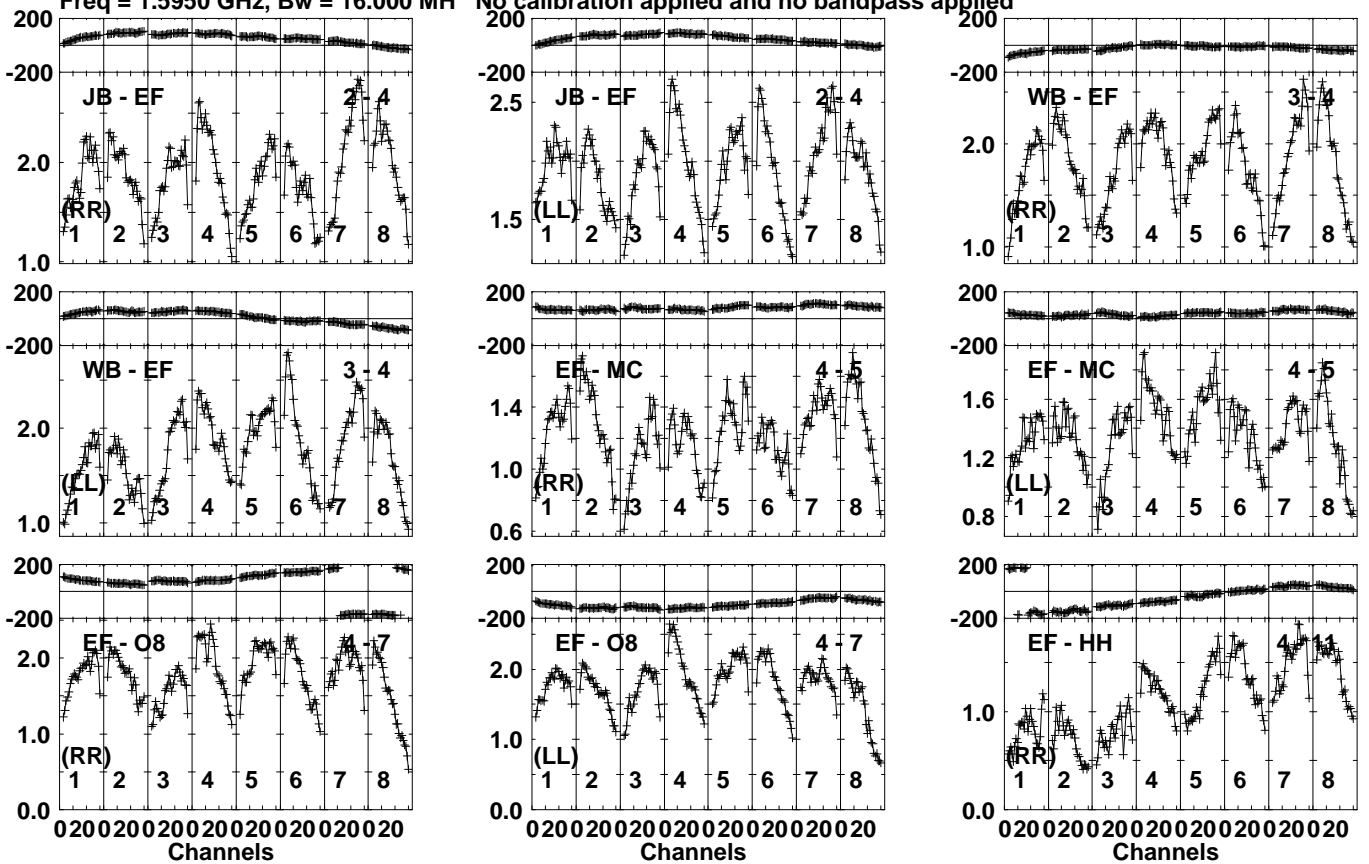 Freq = 1.5950 GHz, Bw = 16.000 MH No calibration applied and no bandpass applied
200 200 200
-200 -200 -200
JB - EF 2 - 4 JB - EF 2 - 4 WB - EF 3 - 4
2.5
2.0 2.0
1.5
(RR) (LL) (RR)
1 2 3 4 5 6 7 8 1 2 3 4 5 6 7 8 1 2 3 4 5 6 7 8
1.0 1.0
200 200 200
-200 -200 -200
WB - EF 3 - 4 EF - MC 4 - 5 EF - MC 4 - 5
2.0 1.4 1.6
1.0 1.2
(LL) (RR) (LL)
1 2 3 4 5 6 7 8 1 2 3 4 5 6 7 8 1 2 3 4 5 6 7 8
1.0 0.6 0.8
200 200 200
-200 -200 -200
EF - O8 4 - 7 EF - O8 4 - 7 EF - HH 4 - 11
2.0 2.0
1.0 1.0 1.0
(RR) (LL) (RR)
1 2 3 4 5 6 7 8 1 2 3 4 5 6 7 8 1 2 3 4 5 6 7 8
0.0 0.0 0.0
0 20 0 20 0 20 0 20 0 20 0 20 0 20 0 20 0 20 0 20 0 20 0 20 0 20 0 20 0 20 0 20 0 20 0 20 0 20 0 20 0 20 0 20 0 20 0 20
Channels Channels Channels